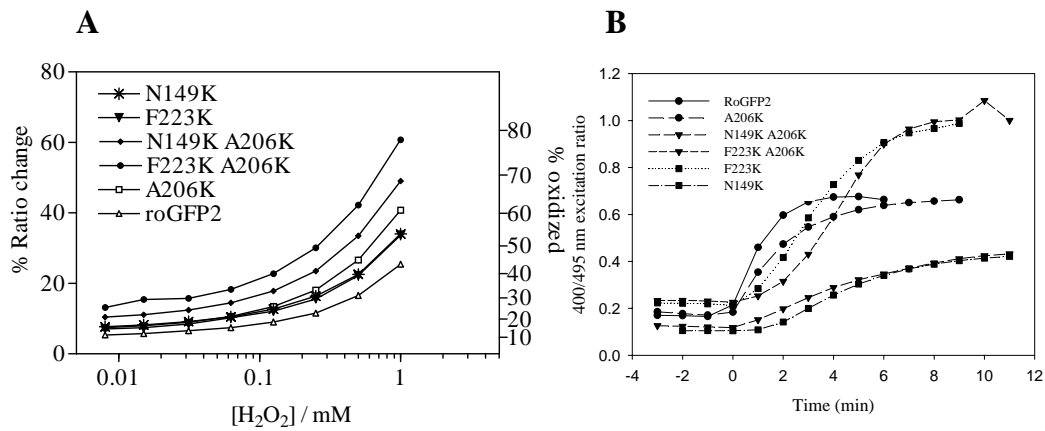 A
B
80
60
40
20
0
% Ratio change
N149K
F223K
N149K A206K
F223K A206K
A206K
roGFP2
80
70
60
50
40
30
20
10
% oxidized
0.01
0.1
1
[H₂O₂] / mM
1.2
1.0
0.8
0.6
0.4
0.2
0.0
400/495 nm excitation ratio
RoGFP2
A206K
N149K A206K
F223K A206K
F223K
N149K
-4
-2
0
2
4
6
8
10
12
Time (min)